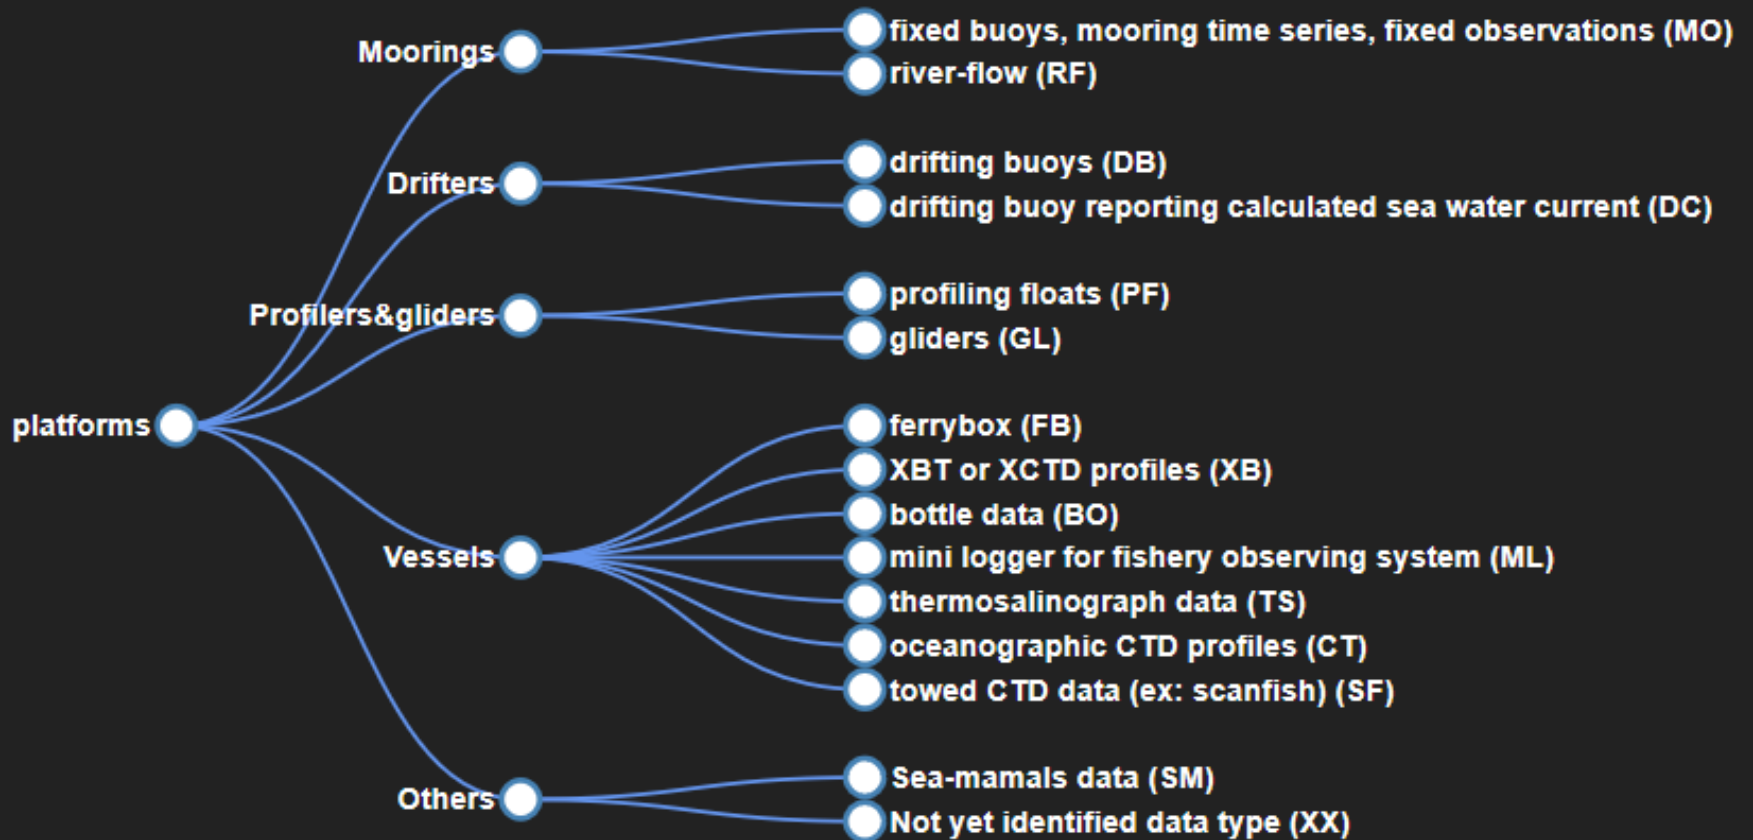 platforms
Moorings
fixed buoys, mooring time series, fixed observations (MO)
river-flow (RF)
Drifters
drifting buoys (DB)
drifting buoy reporting calculated sea water current (DC)
Profilers&gliders
profiling floats (PF)
gliders (GL)
Vessels
ferrybox (FB)
XBT or XCTD profiles (XB)
bottle data (BO)
mini logger for fishery observing system (ML)
thermosalinograph data (TS)
oceanographic CTD profiles (CT)
towed CTD data (ex: scanfish) (SF)
Others
Sea-mamals data (SM)
Not yet identified data type (XX)